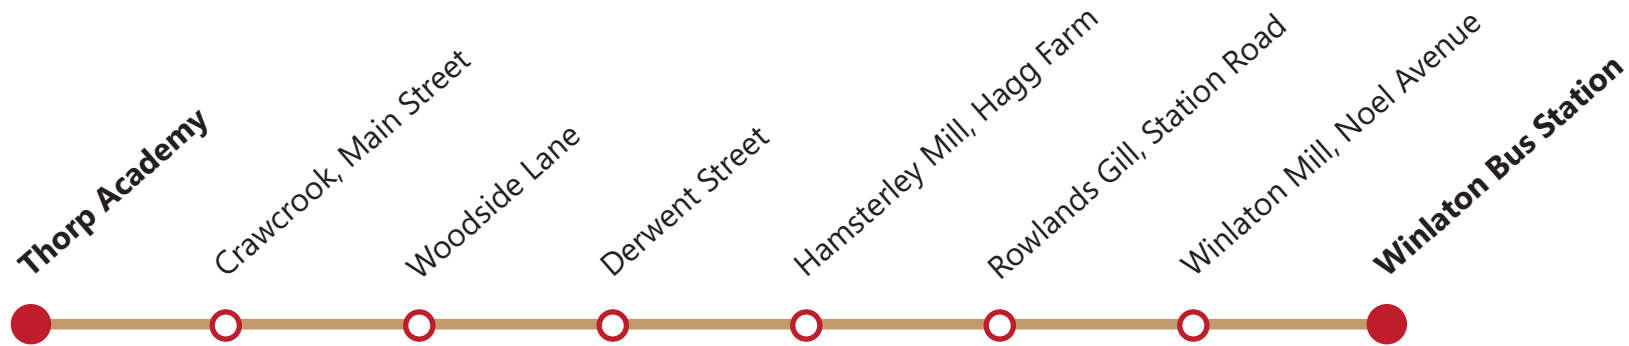 Thorp Academy
Crawcrook, Main Street
Woodside Lane
Derwent Street
Hamsterley Mill, Hagg Farm
Rowlands Gill, Station Road
Winlaton Mill, Noel Avenue
Winlaton Bus Station